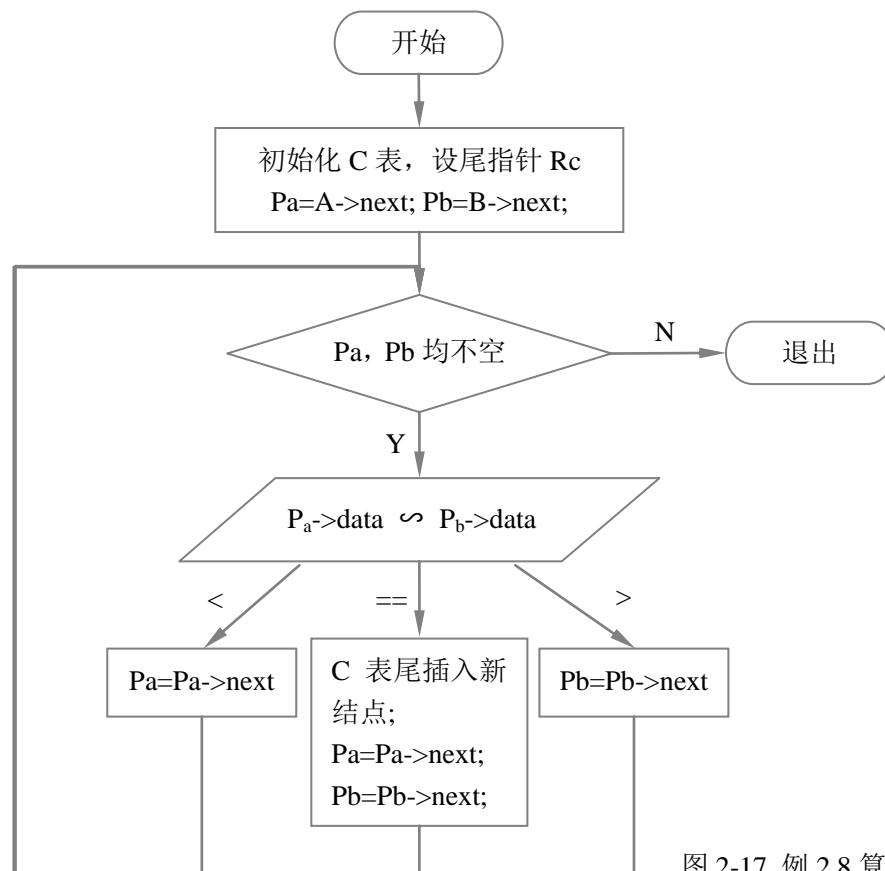 开始
初始化 C 表，设尾指针 Rc
Pa=A->next; Pb=B->next;
Pa，Pb 均不空
N
退出
Y
Pa->data ∽ Pb->data
<
==
>
Pa=Pa->next
C 表尾插入新
结点;
Pa=Pa->next;
Pb=Pb->next;
Pb=Pb->next
图 2-17 例 2.8 算